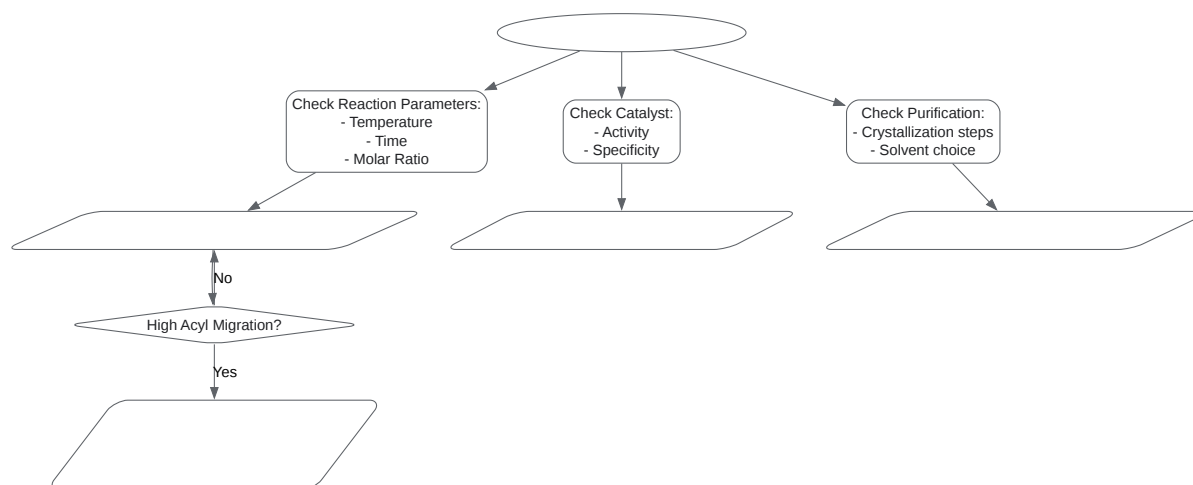 Check Reaction Parameters:
- Temperature
- Time
- Molar Ratio
Check Catalyst:
- Activity
- Specificity
Check Purification:
- Crystallization steps
- Solvent choice
No
High Acyl Migration?
Yes